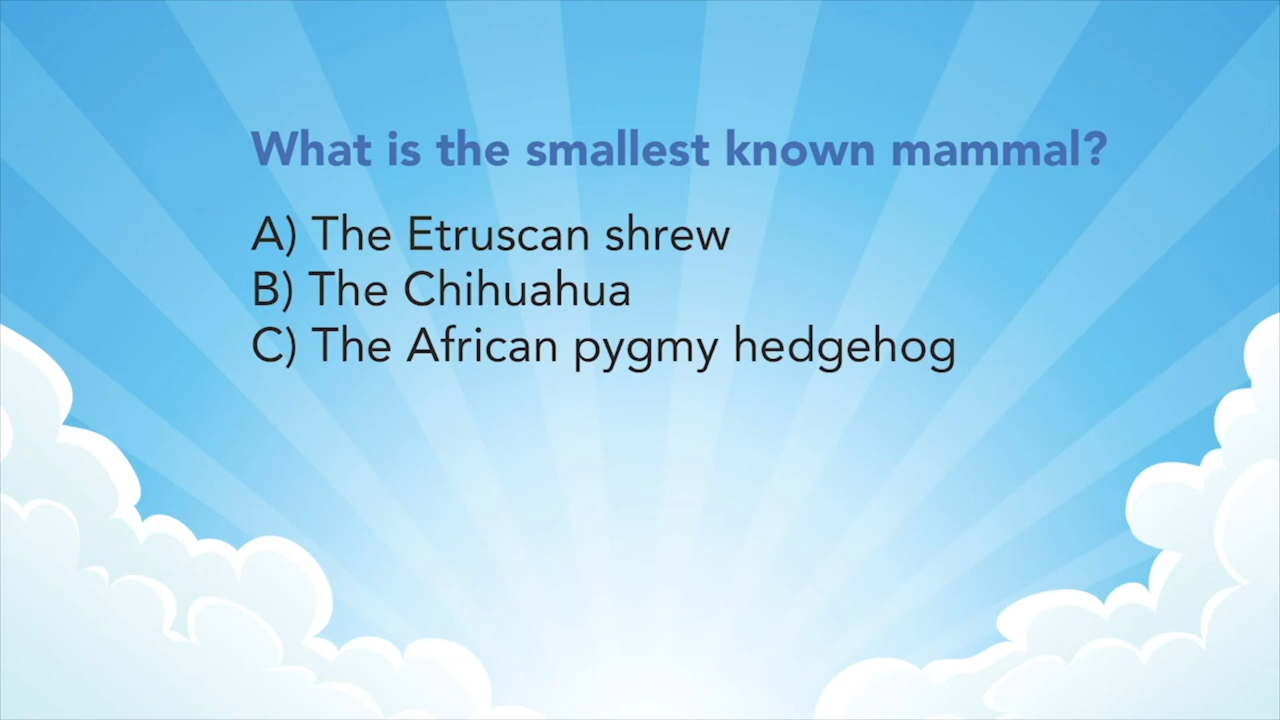 What is the smallest known mammal?
A) The Etruscan shrew
B) The Chihuahua
C) The African pygmy hedgehog